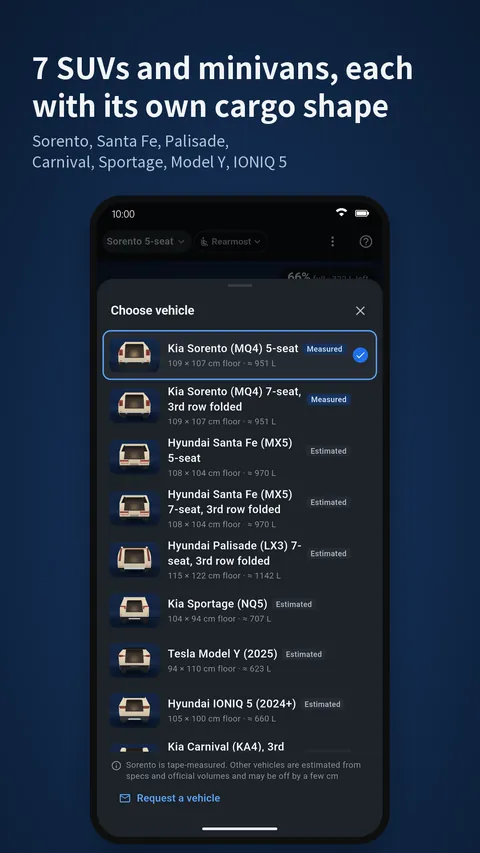 7 SUVs and minivans, each
with its own cargo shape
Sorento, Santa Fe, Palisade,
Carnival, Sportage, Model Y, IONIQ 5
10:00
Sorento 5-seat
Rearmost
66%
Choose vehicle
Kia Sorento (MQ4) 5-seat Measured
109 × 107 cm floor · ≈ 951 L
Kia Sorento (MQ4) 7-seat,
3rd row folded
Measured
109 × 107 cm floor · ≈ 951 L
Hyundai Santa Fe (MX5)
5-seat
Estimated
108 × 104 cm floor · ≈ 970 L
Hyundai Santa Fe (MX5)
7-seat, 3rd row folded
Estimated
108 × 104 cm floor · ≈ 970 L
Hyundai Palisade (LX3) 7-
seat, 3rd row folded
Estimated
115 × 122 cm floor · ≈ 1142 L
Kia Sportage (NQ5) Estimated
104 × 94 cm floor · ≈ 707 L
Tesla Model Y (2025) Estimated
94 × 110 cm floor · ≈ 623 L
Hyundai IONIQ 5 (2024+) Estimated
105 × 100 cm floor · ≈ 660 L
Kia Carnival (KA4), 3rd
Sorento is tape-measured. Other vehicles are estimated from
specs and official volumes and may be off by a few cm
Request a vehicle